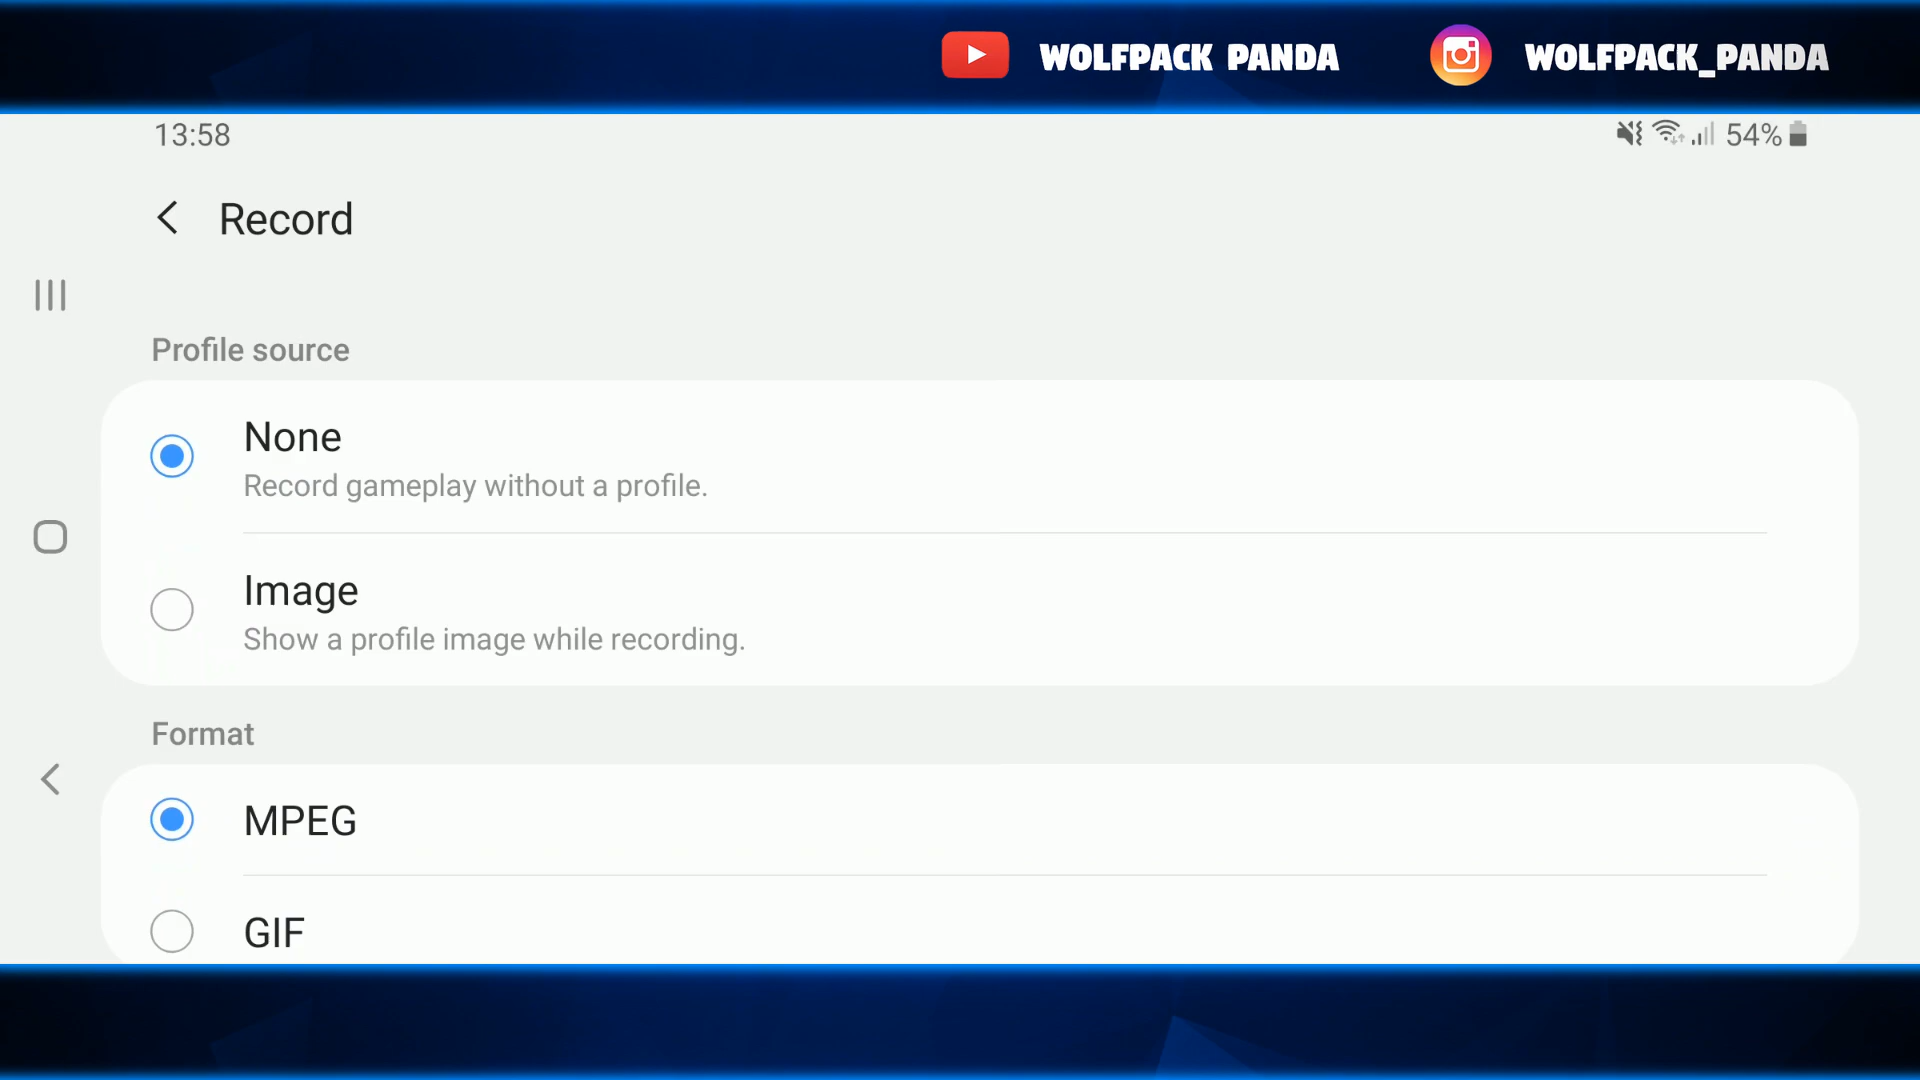 WOLFPACK PANDA WOLFPACK_PANDA
13:58 54%
Record
Profile source
None
Record gameplay without a profile.
Image
Show a profile image while recording.
Format
MPEG
GIF